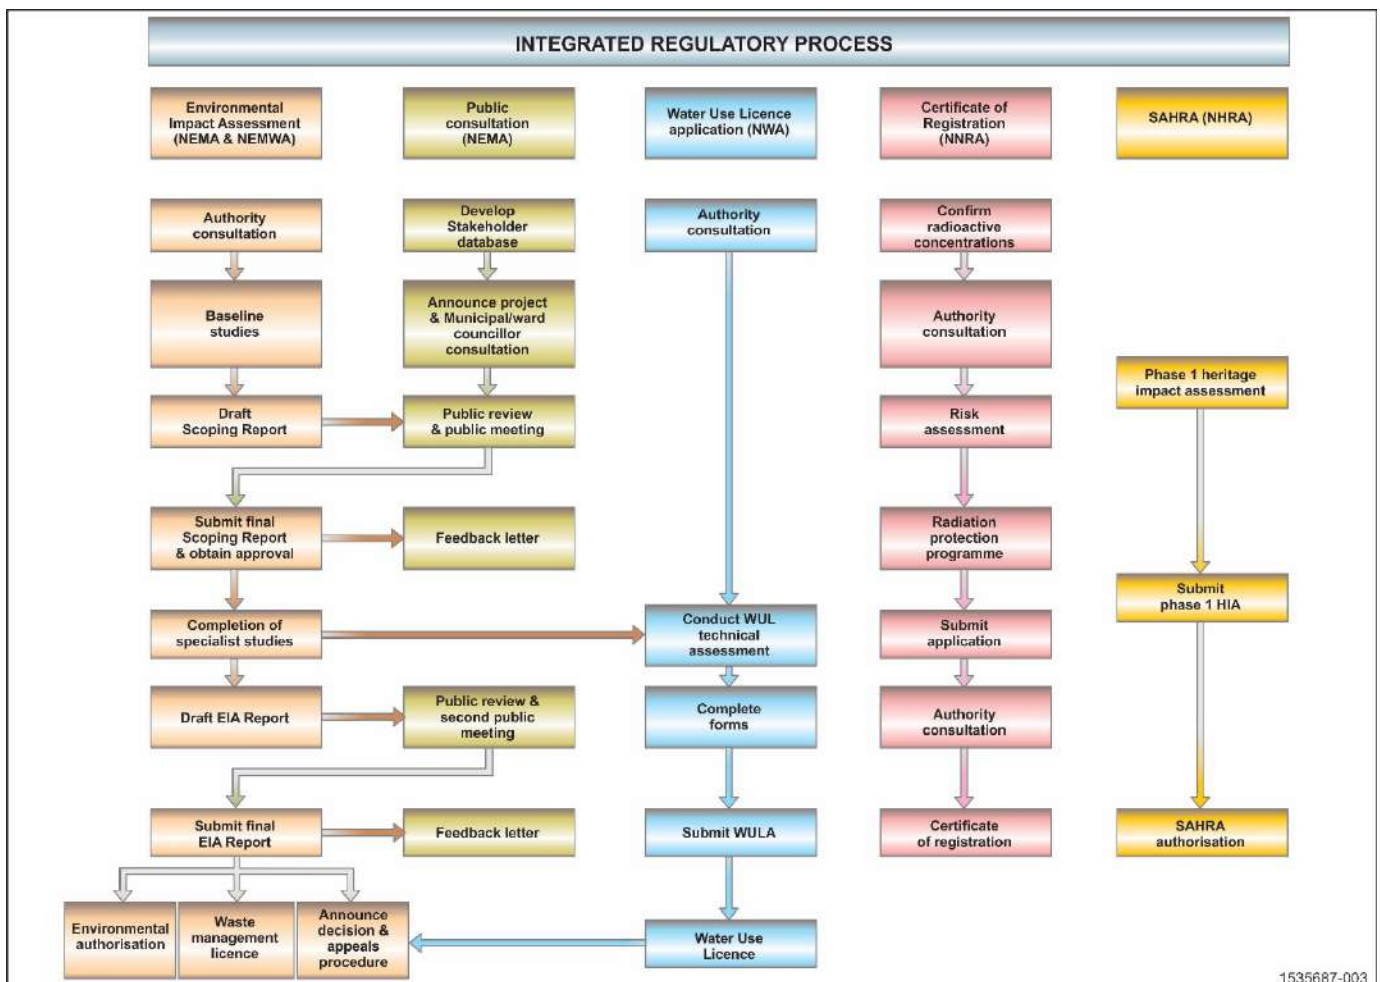 INTEGRATED REGULATORY PROCESS
Environmental
Impact Assessment
(NEMA & NEMWA)
Public
consultation
(NEMA)
Water Use Licence
application (NWA)
Certificate of
Registration
(NNRA)
SAHRA (NHRA)
Authority
consultation
Develop
Stakeholder
database
Authority
consultation
Confirm
radioactive
concentrations
Baseline
studies
Announce project
& Municipal/ward
councillor
consultation
Authority
consultation
Phase 1 heritage
impact assessment
Draft
Scoping Report
Public review
& public meeting
Risk
assessment
Submit final
Scoping Report
& obtain approval
Feedback letter
Radiation
protection
programme
Submit
phase 1 HIA
Completion of
specialist studies
Conduct WUL
technical
assessment
Submit
application
Draft EIA Report
Public review &
second public
meeting
Complete
forms
Authority
consultation
Submit final
EIA Report
Feedback letter
Submit WULA
Certificate
of registration
SAHRA
authorisation
Environmental
authorisation
Waste
management
licence
Announce
decision &
appeals
procedure
Water Use
Licence
1535687-003